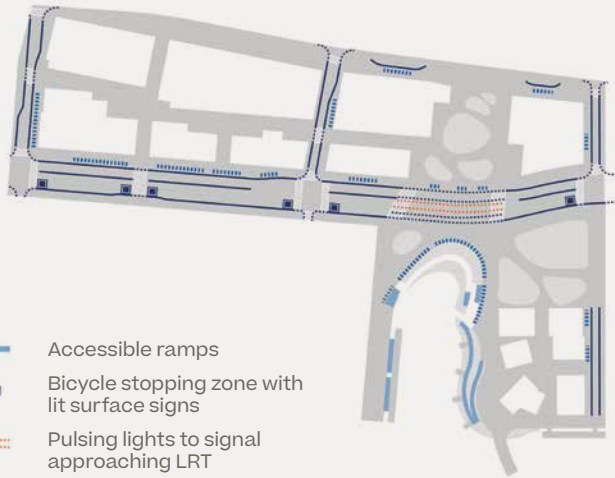 Accessible ramps
Bicycle stopping zone with
lit surface signs
Pulsing lights to signal
approaching LRT